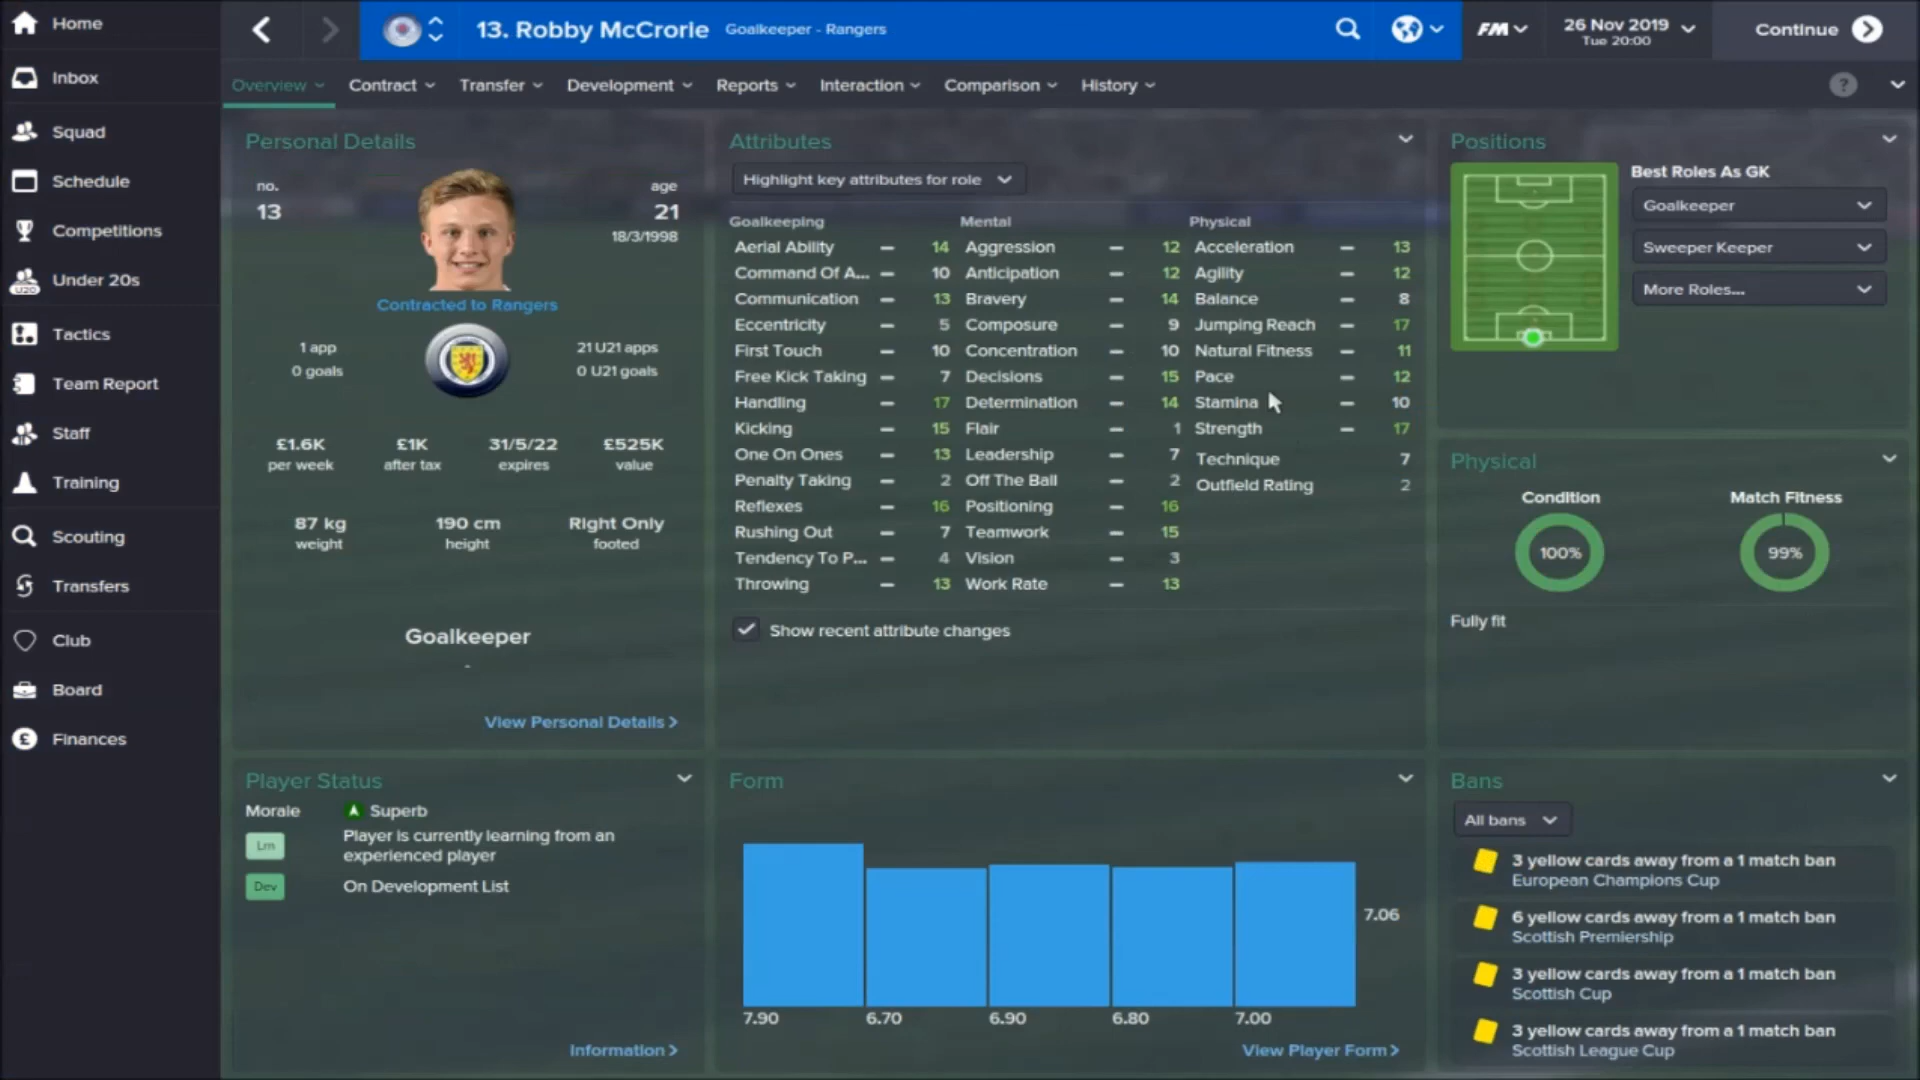 Home
Inbox
Squad
Schedule
Competitions
Under 20s
U20
Tactics
Team Report
Staff
Training
Scouting
Transfers
Club
Board
Finances
13. Robby McCrorie Goalkeeper - Rangers
FM
26 Nov 2019
Tue 20:00
Continue
Overview Contract Transfer Development Reports Interaction Comparison History
?
Personal Details
no.
13
age
21
18/3/1998
Contracted to Rangers
1 app
0 goals
21 U21 apps
0 U21 goals
£1.6K
per week
£1K
after tax
31/5/22
expires
£525K
value
87 kg
weight
190 cm
height
Right Only
footed
Goalkeeper
-
View Personal Details >
Attributes
Highlight key attributes for role
Goalkeeping Mental Physical
Aerial Ability – 14 Aggression – 12 Acceleration – 13
Command Of A... – 10 Anticipation – 12 Agility – 12
Communication – 13 Bravery – 14 Balance – 8
Eccentricity – 5 Composure – 9 Jumping Reach – 17
First Touch – 10 Concentration – 10 Natural Fitness – 11
Free Kick Taking – 7 Decisions – 15 Pace – 12
Handling – 17 Determination – 14 Stamina – 10
Kicking – 15 Flair – 1 Strength – 17
One On Ones – 13 Leadership – 7 Technique 7
Penalty Taking – 2 Off The Ball – 2 Outfield Rating 2
Reflexes – 16 Positioning – 16
Rushing Out – 7 Teamwork – 15
Tendency To P... – 4 Vision – 3
Throwing – 13 Work Rate – 13
Show recent attribute changes
Positions
Best Roles As GK
Goalkeeper
Sweeper Keeper
More Roles...
Physical
Condition
100%
Match Fitness
99%
Fully fit
Player Status
Morale Superb
Lrn Player is currently learning from an
experienced player
Dev On Development List
Information >
Form
7.06
7.90 6.70 6.90 6.80 7.00
View Player Form >
Bans
All bans
3 yellow cards away from a 1 match ban
European Champions Cup
6 yellow cards away from a 1 match ban
Scottish Premiership
3 yellow cards away from a 1 match ban
Scottish Cup
3 yellow cards away from a 1 match ban
Scottish League Cup